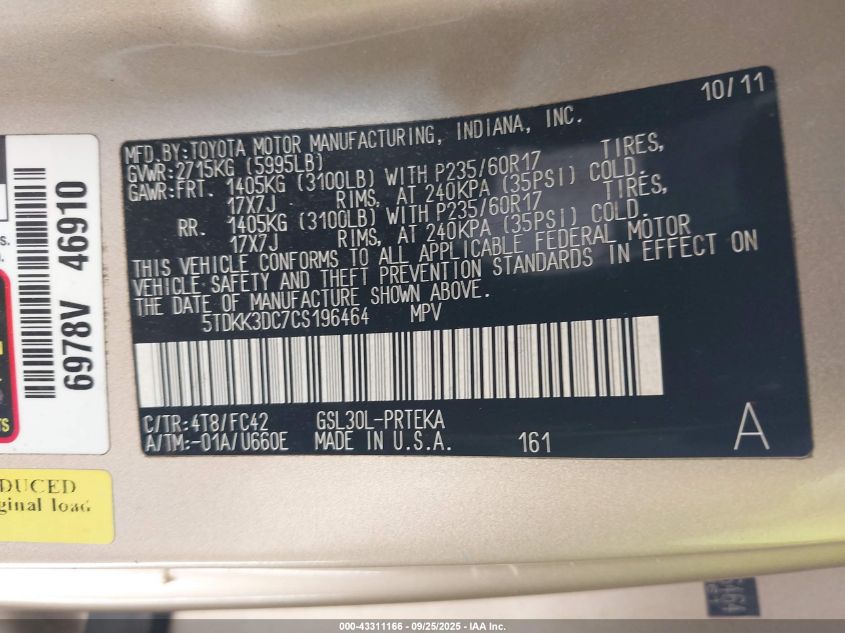 10/11
MFD.BY:TOYOTA MOTOR MANUFACTURING, INDIANA, INC.
GVWR:2715KG (5995LB)
GAWR:FRT. 1405KG (3100LB) WITH P235/60R17 TIRES,
17X7J RIMS, AT 240KPA (35PSI) COLD.
RR. 1405KG (3100LB) WITH P235/60R17 TIRES,
17X7J RIMS, AT 240KPA (35PSI) COLD.
THIS VEHICLE CONFORMS TO ALL APPLICABLE FEDERAL MOTOR
VEHICLE SAFETY AND THEFT PREVENTION STANDARDS IN EFFECT ON
THE DATE OF MANUFACTURE SHOWN ABOVE.
5TDKK3DC7CS196464 MPV
C/TR:4T8/FC42 GSL30L-PRTEKA
A/TM:-01A/U660E MADE IN U.S.A. 161 A
6978V 46910
DUCED
ginal load
000-43311166 - 09/25/2025 - IAA Inc.